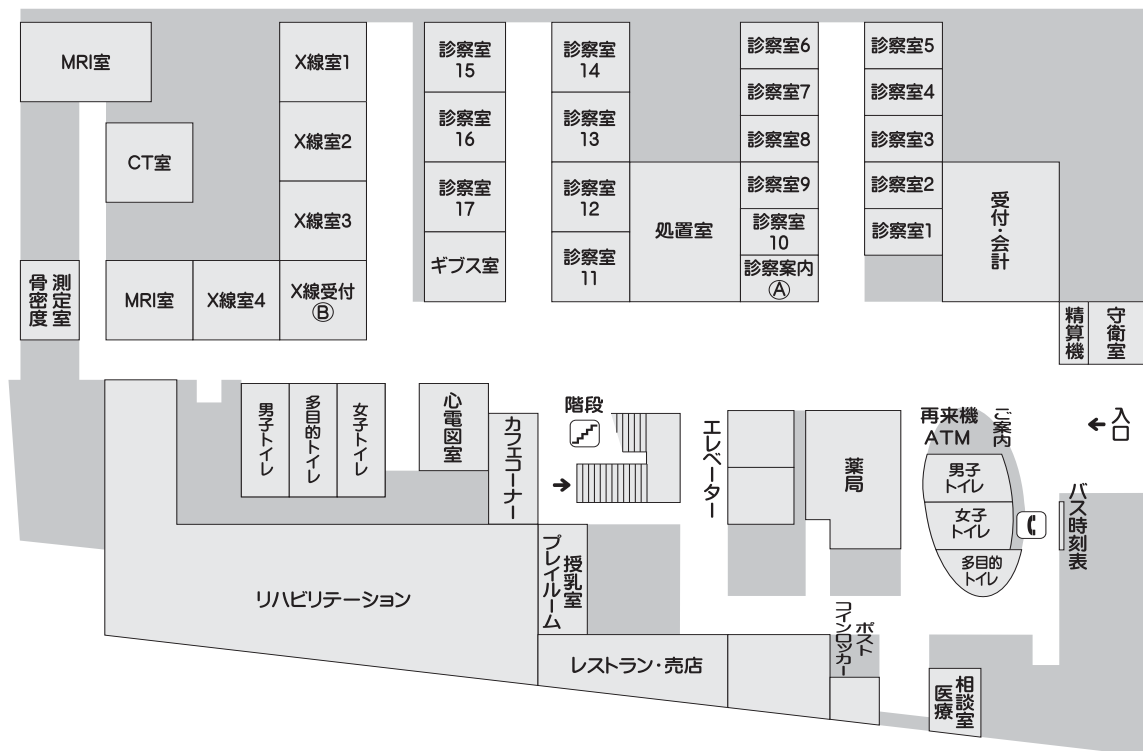 MRI室
X線室1
診察室
15
診察室
14
診察室6
診察室5
診察室7
診察室4
診察室
16
診察室
13
診察室8
診察室3
CT室
X線室2
診察室
17
診察室
12
診察室9
診察室2
X線室3
処置室
診察室
10
診察室1
受付・会計
ギブス室
診察室
11
診察案内
Ⓐ
測定室
骨密度
MRI室
X線室4
X線受付
Ⓑ
精算機
守衛室
男子トイレ
多目的トイレ
女子トイレ
心電図室
カフェコーナー
階段
エレベーター
薬局
再来機
ATM
ご案内
入口
男子
トイレ
女子
トイレ
多目的
トイレ
バス時刻表
リハビリテーション
授乳室
プレイルーム
レストラン・売店
ポスト
コインロッカー
相談室
医療